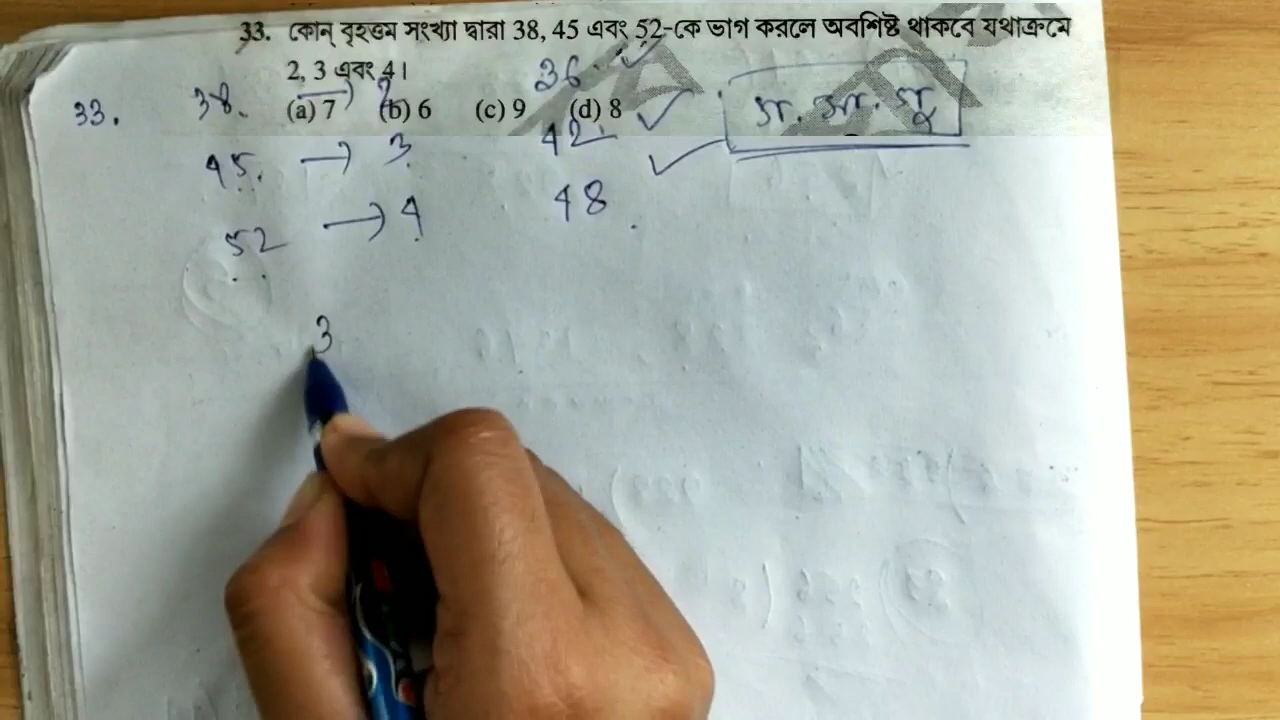 33. কোন্ বৃহত্তম সংখ্যা দ্বারা 38, 45 এবং 52-কে ভাগ করলে অবশিষ্ট থাকবে যথাক্রমে
2, 3 এবং 4।
(a) 7 (b) 6 (c) 9 (d) 8
33. 38 → 2 36
45 → 3 42
52 → 4 48
গ. সা. গু
3